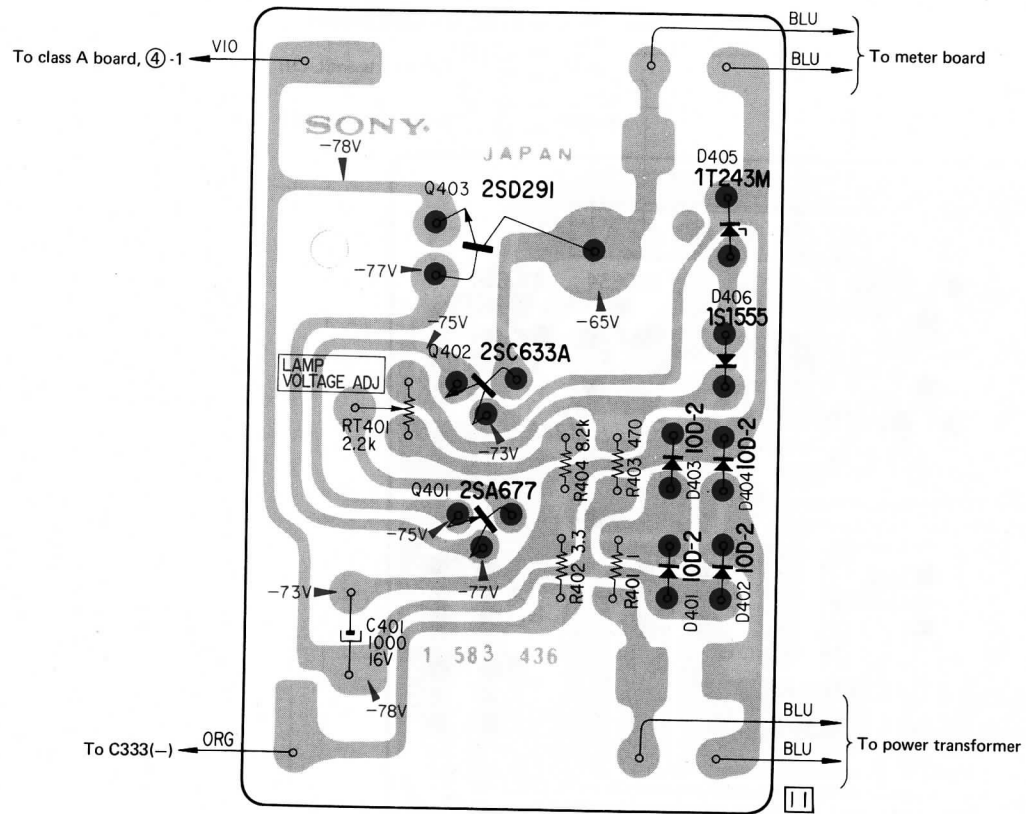 BLU
VIO
To class A board, ④ -1
To meter board
BLU
SONY.
-78V
JAPAN
D405
1T243M
Q403 2SD291
-77V
-75V
-65V
D406
1S1555
Q402 2SC633A
LAMP
VOLTAGE ADJ
RT401
2.2k
-73V
R404 8.2k
R403 470
10D-2
D403
10D-2
D404
Q401 2SA677
-75V
-77V
R402 3.3
R401 1
10D-2
D401
10D-2
D402
-73V
C401
1000
16V
1 583 436
-78V
BLU
To C333(-)
ORG
BLU
To power transformer
11